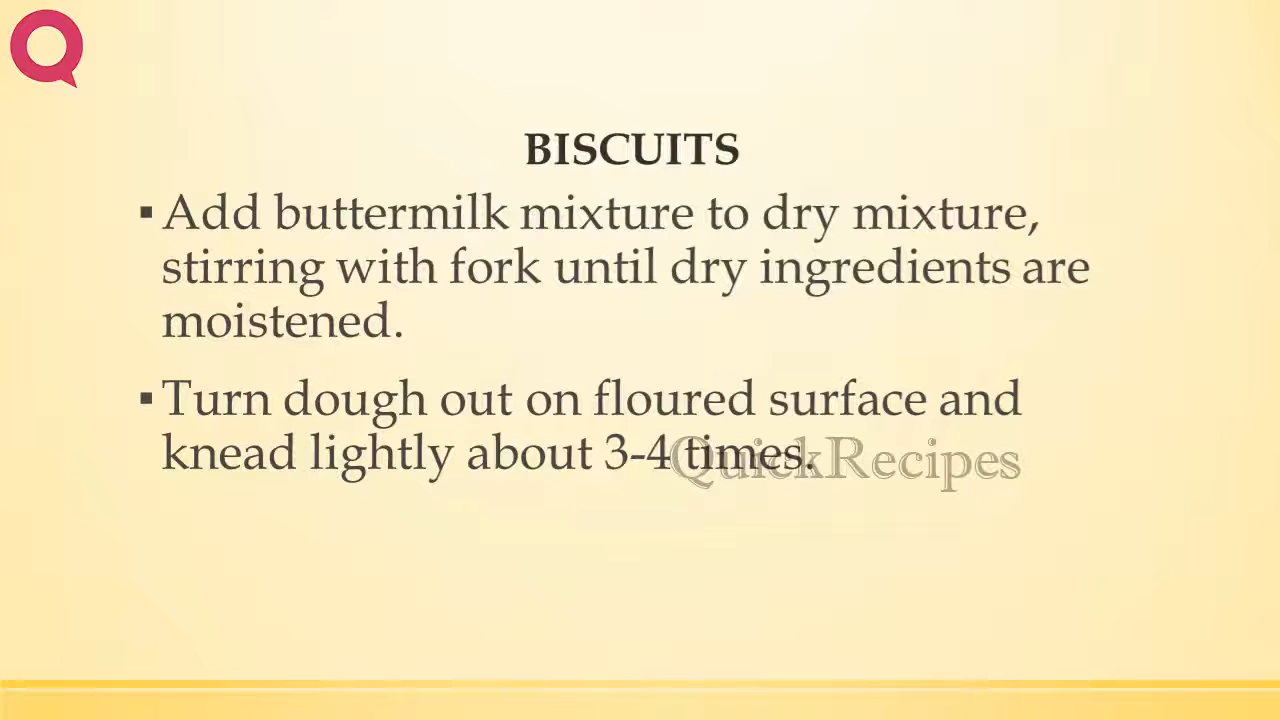 BISCUITS
▪Add buttermilk mixture to dry mixture,
stirring with fork until dry ingredients are
moistened.
▪Turn dough out on floured surface and
knead lightly about 3-4 times.
QuickRecipes